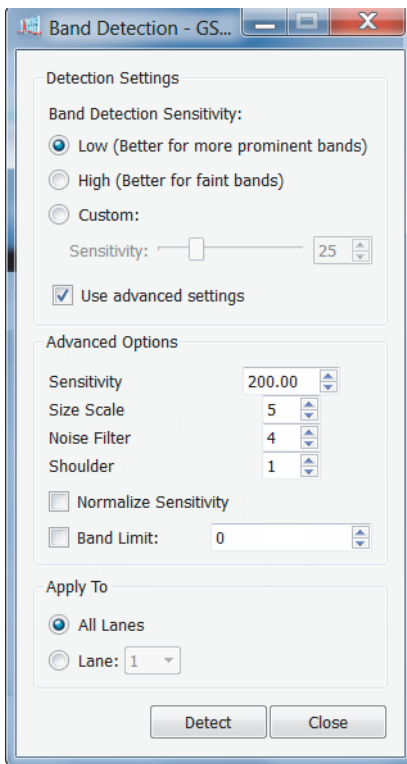 Band Detection - GS...
Detection Settings
Band Detection Sensitivity:
Low (Better for more prominent bands)
High (Better for faint bands)
Custom:
Sensitivity: 25
Use advanced settings
Advanced Options
Sensitivity 200.00
Size Scale 5
Noise Filter 4
Shoulder 1
Normalize Sensitivity
Band Limit: 0
Apply To
All Lanes
Lane: 1
Detect Close